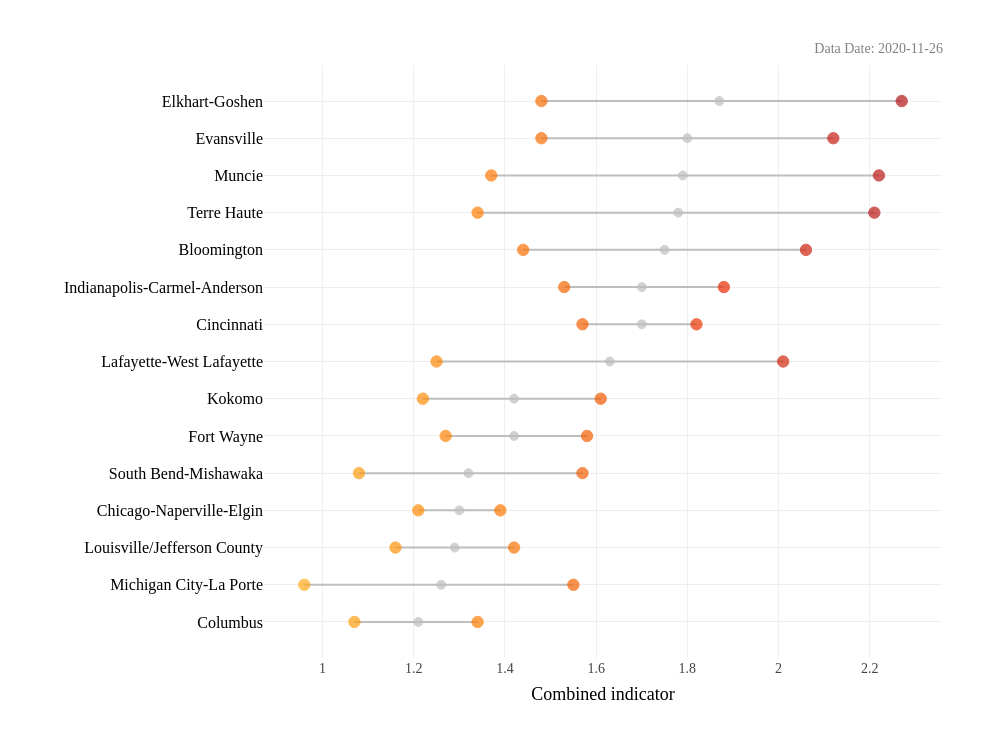 Data Date: 2020-11-26
Elkhart-Goshen
Evansville
Muncie
Terre Haute
Bloomington
Indianapolis-Carmel-Anderson
Cincinnati
Lafayette-West Lafayette
Kokomo
Fort Wayne
South Bend-Mishawaka
Chicago-Naperville-Elgin
Louisville/Jefferson County
Michigan City-La Porte
Columbus
1 1.2 1.4 1.6 1.8 2 2.2
Combined indicator